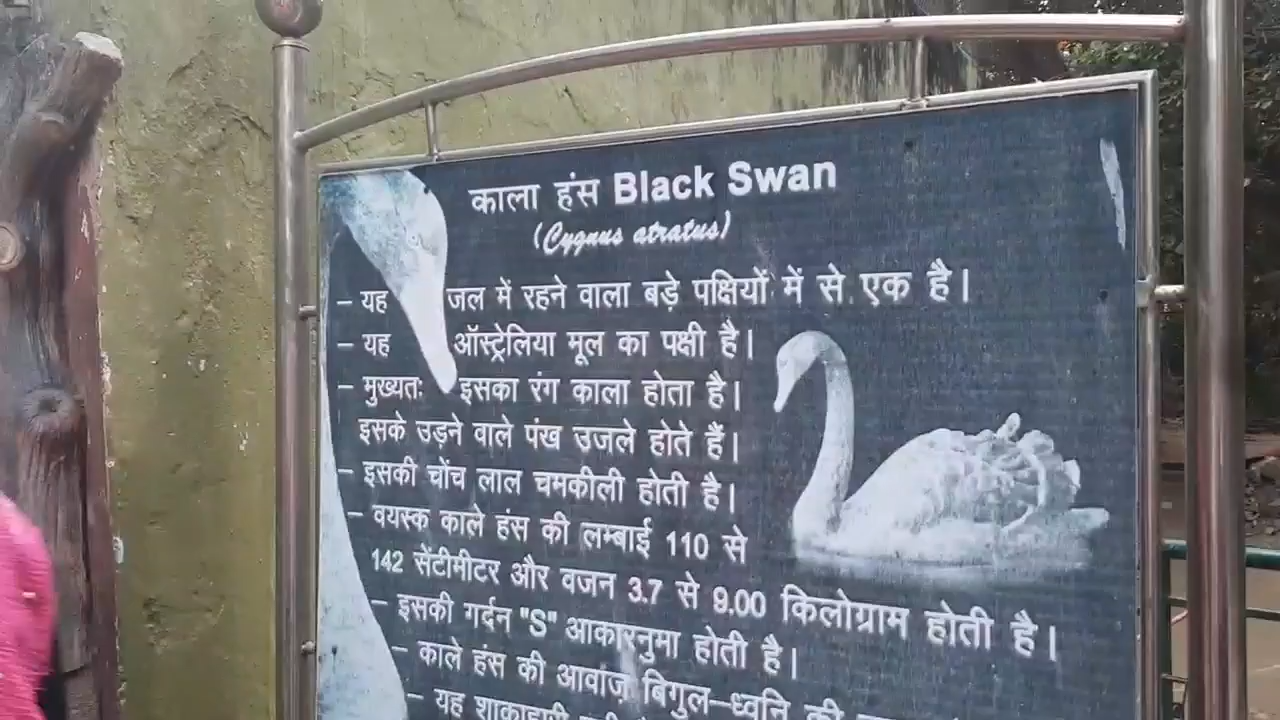 काला हंस Black Swan
(Cygnus atratus)
– यह जल में रहने वाला बड़े पक्षियों में से एक है।
– यह ऑस्ट्रेलिया मूल का पक्षी है।
– मुख्यतः इसका रंग काला होता है।
इसके उड़ने वाले पंख उजले होते हैं।
– इसकी चोंच लाल चमकीली होती है।
– वयस्क काले हंस की लम्बाई 110 से
142 सेंटीमीटर और वजन 3.7 से 9.00 किलोग्राम होती है।
– इसकी गर्दन "S" आकारनुमा होती है।
– काले हंस की आवाज़ बिगुल–ध्वनि की
– यह शाकाहारी